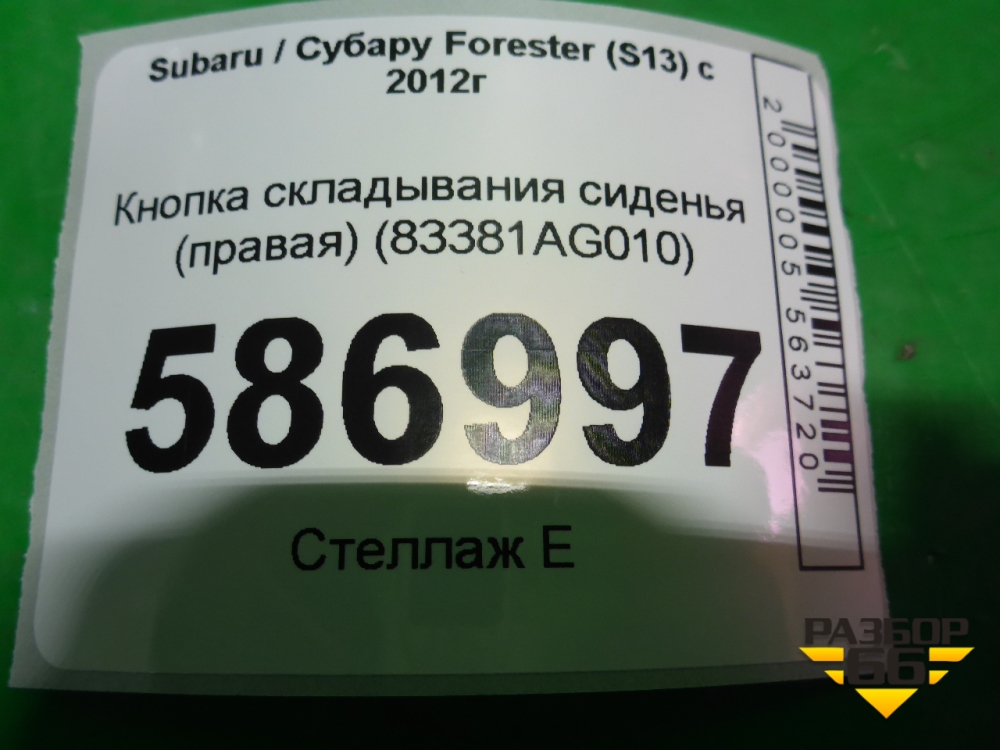 Subaru / Субару Forester (S13) с
2012г
Кнопка складывания сиденья
(правая) (83381AG010)
586997
Стеллаж Е
2000005563720
РАЗБОР
66